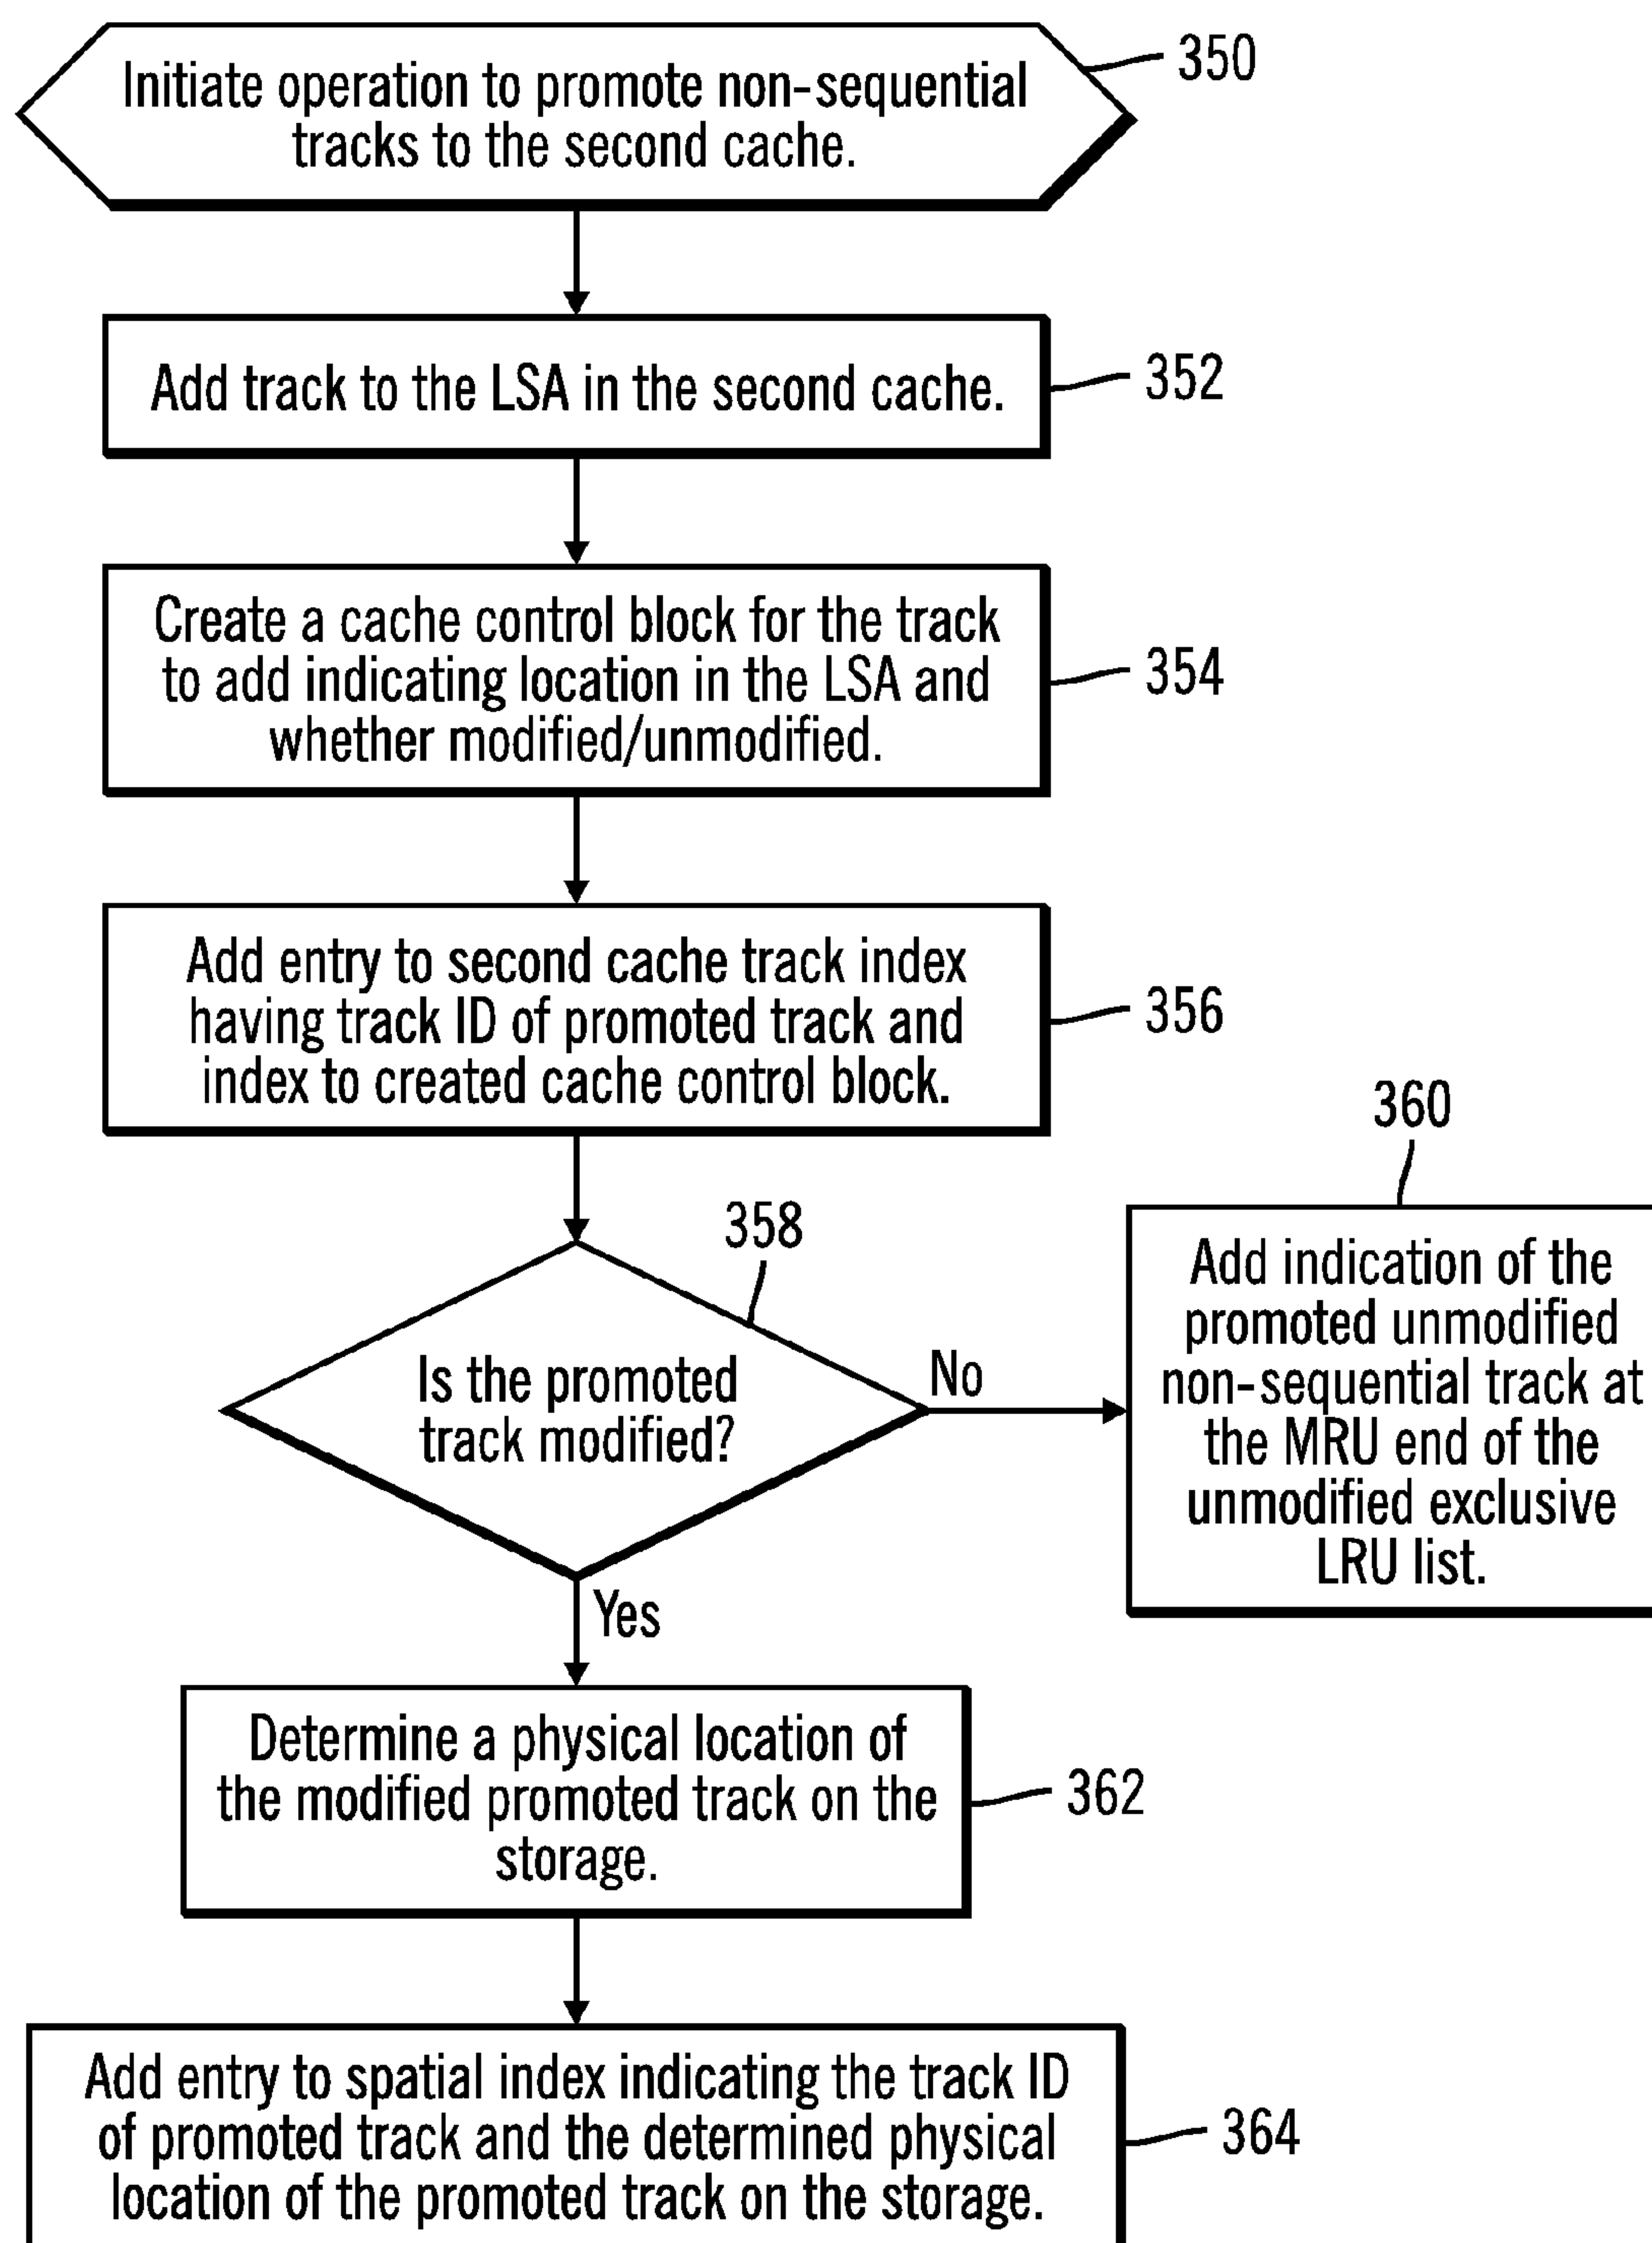 Initiate operation to promote non-sequential
tracks to the second cache.
350
Add track to the LSA in the second cache.
352
Create a cache control block for the track
to add indicating location in the LSA and
whether modified/unmodified.
354
Add entry to second cache track index
having track ID of promoted track and
index to created cache control block.
356
358
Is the promoted
track modified?
No
Yes
360
Add indication of the
promoted unmodified
non-sequential track at
the MRU end of the
unmodified exclusive
LRU list.
Determine a physical location of
the modified promoted track on the
storage.
362
Add entry to spatial index indicating the track ID
of promoted track and the determined physical
location of the promoted track on the storage.
364